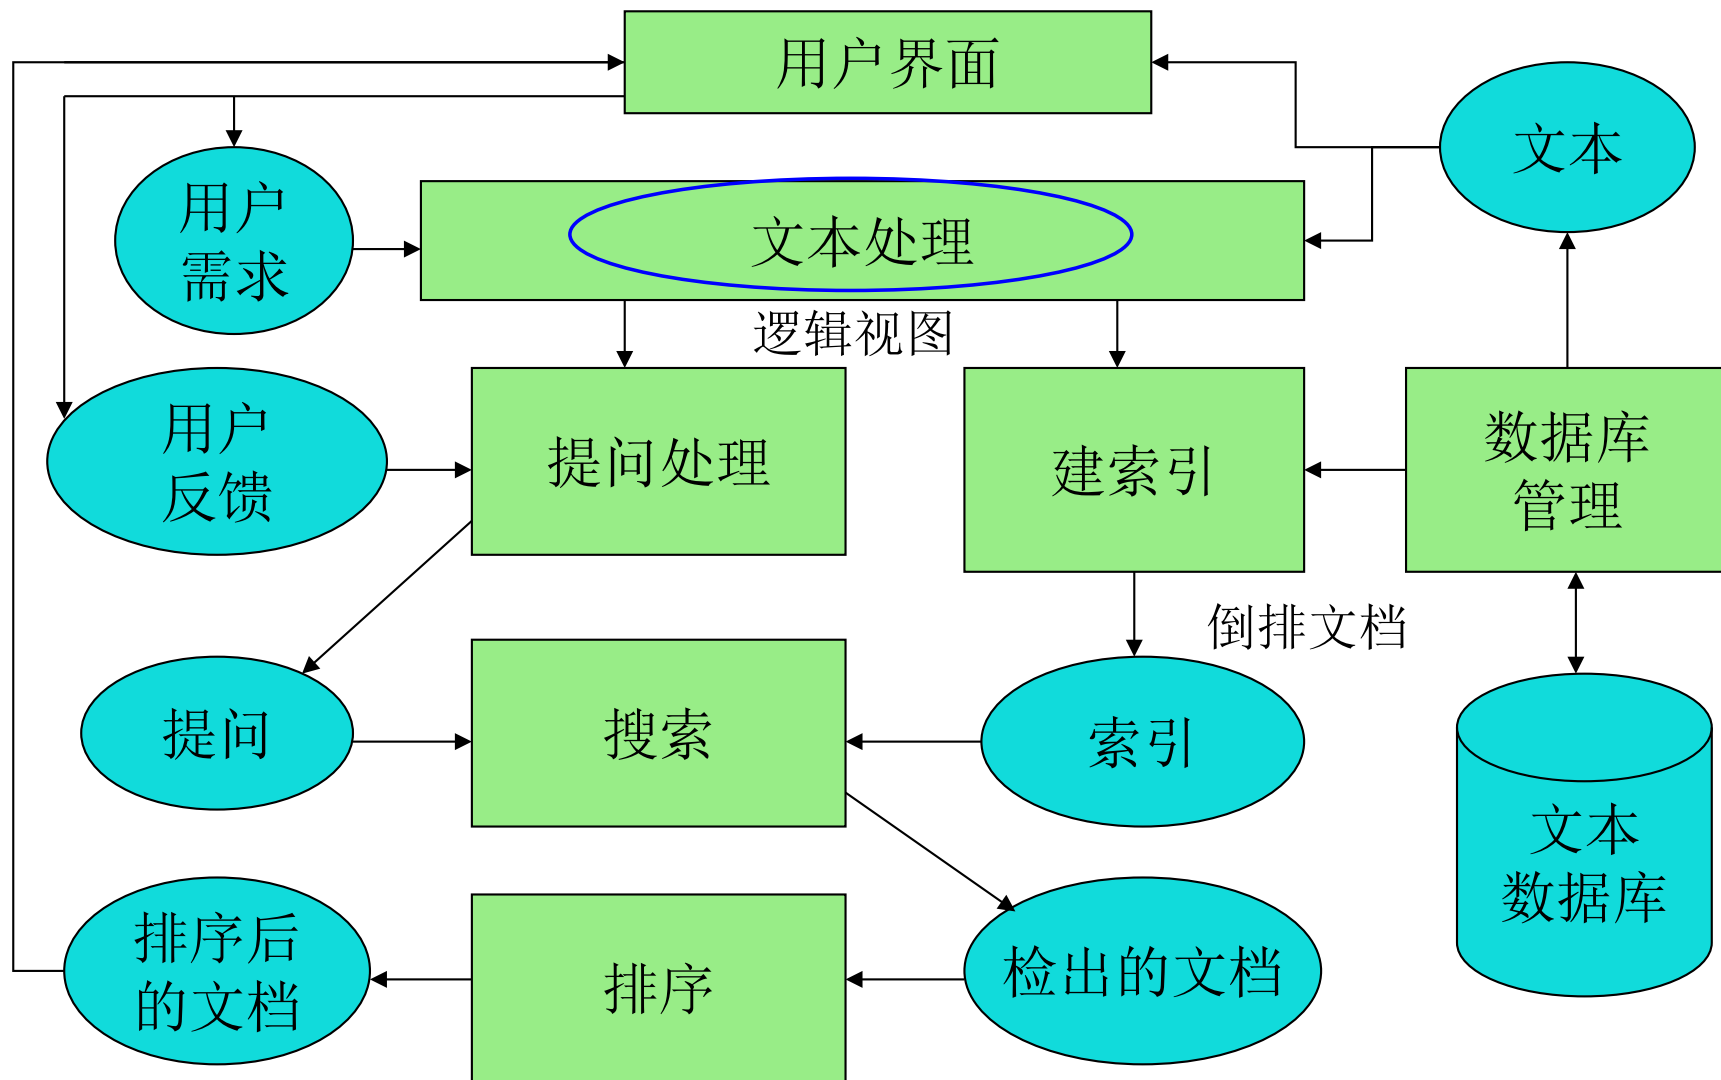 用户界面
文本
用户
需求
文本处理
逻辑视图
用户
反馈
提问处理
建索引
数据库
管理
倒排文档
提问
搜索
索引
文本
数据库
排序后
的文档
排序
检出的文档